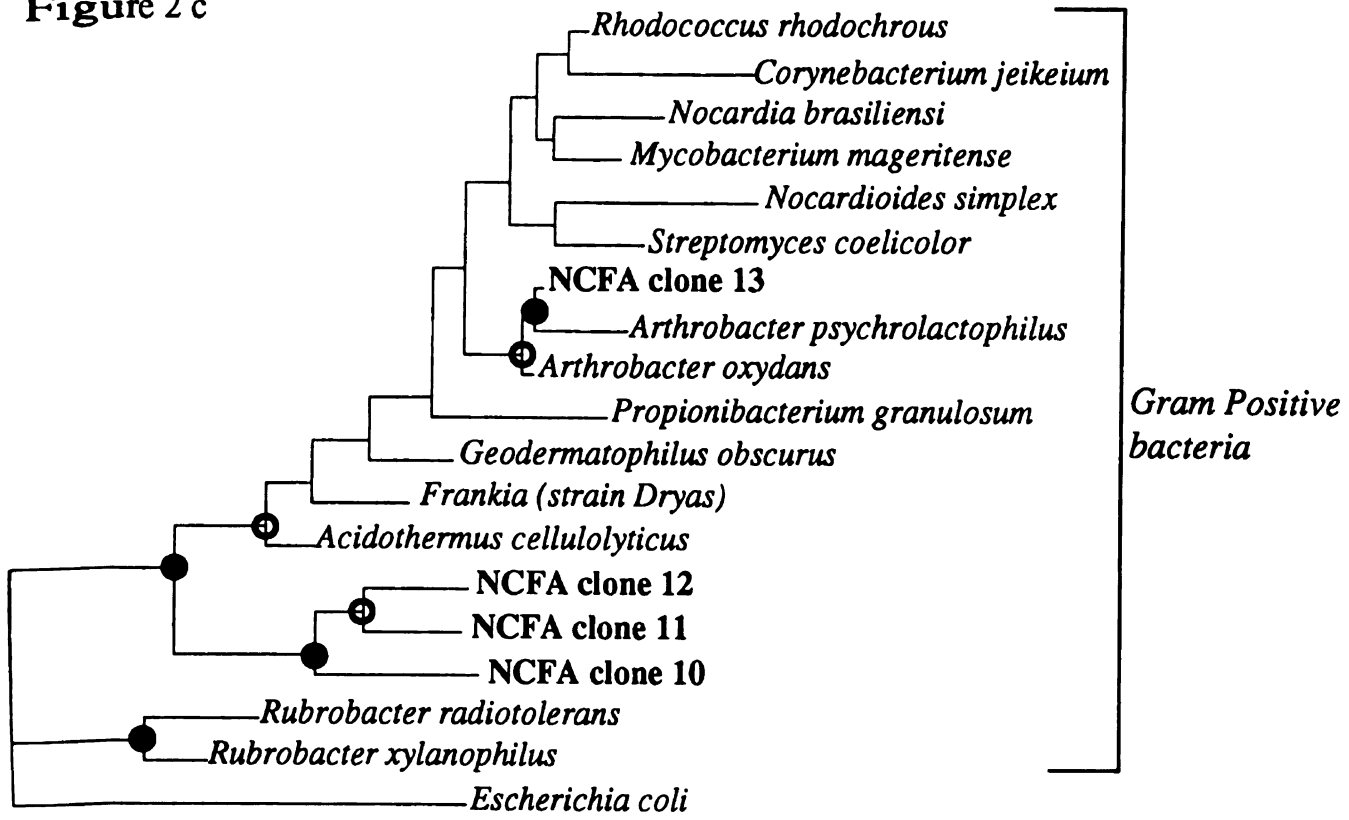 Figure 2 c
Rhodococcus rhodochrous
Corynebacterium jeikeium
Nocardia brasiliensi
Mycobacterium mageritense
Nocardioides simplex
Streptomyces coelicolor
NCFA clone 13
Arthrobacter psychrolactophilus
Arthrobacter oxydans
Propionibacterium granulosum
Geodermatophilus obscurus
Frankia (strain Dryas)
Acidothermus cellulolyticus
NCFA clone 12
NCFA clone 11
NCFA clone 10
Rubrobacter radiotolerans
Rubrobacter xylanophilus
Escherichia coli
Gram Positive
bacteria